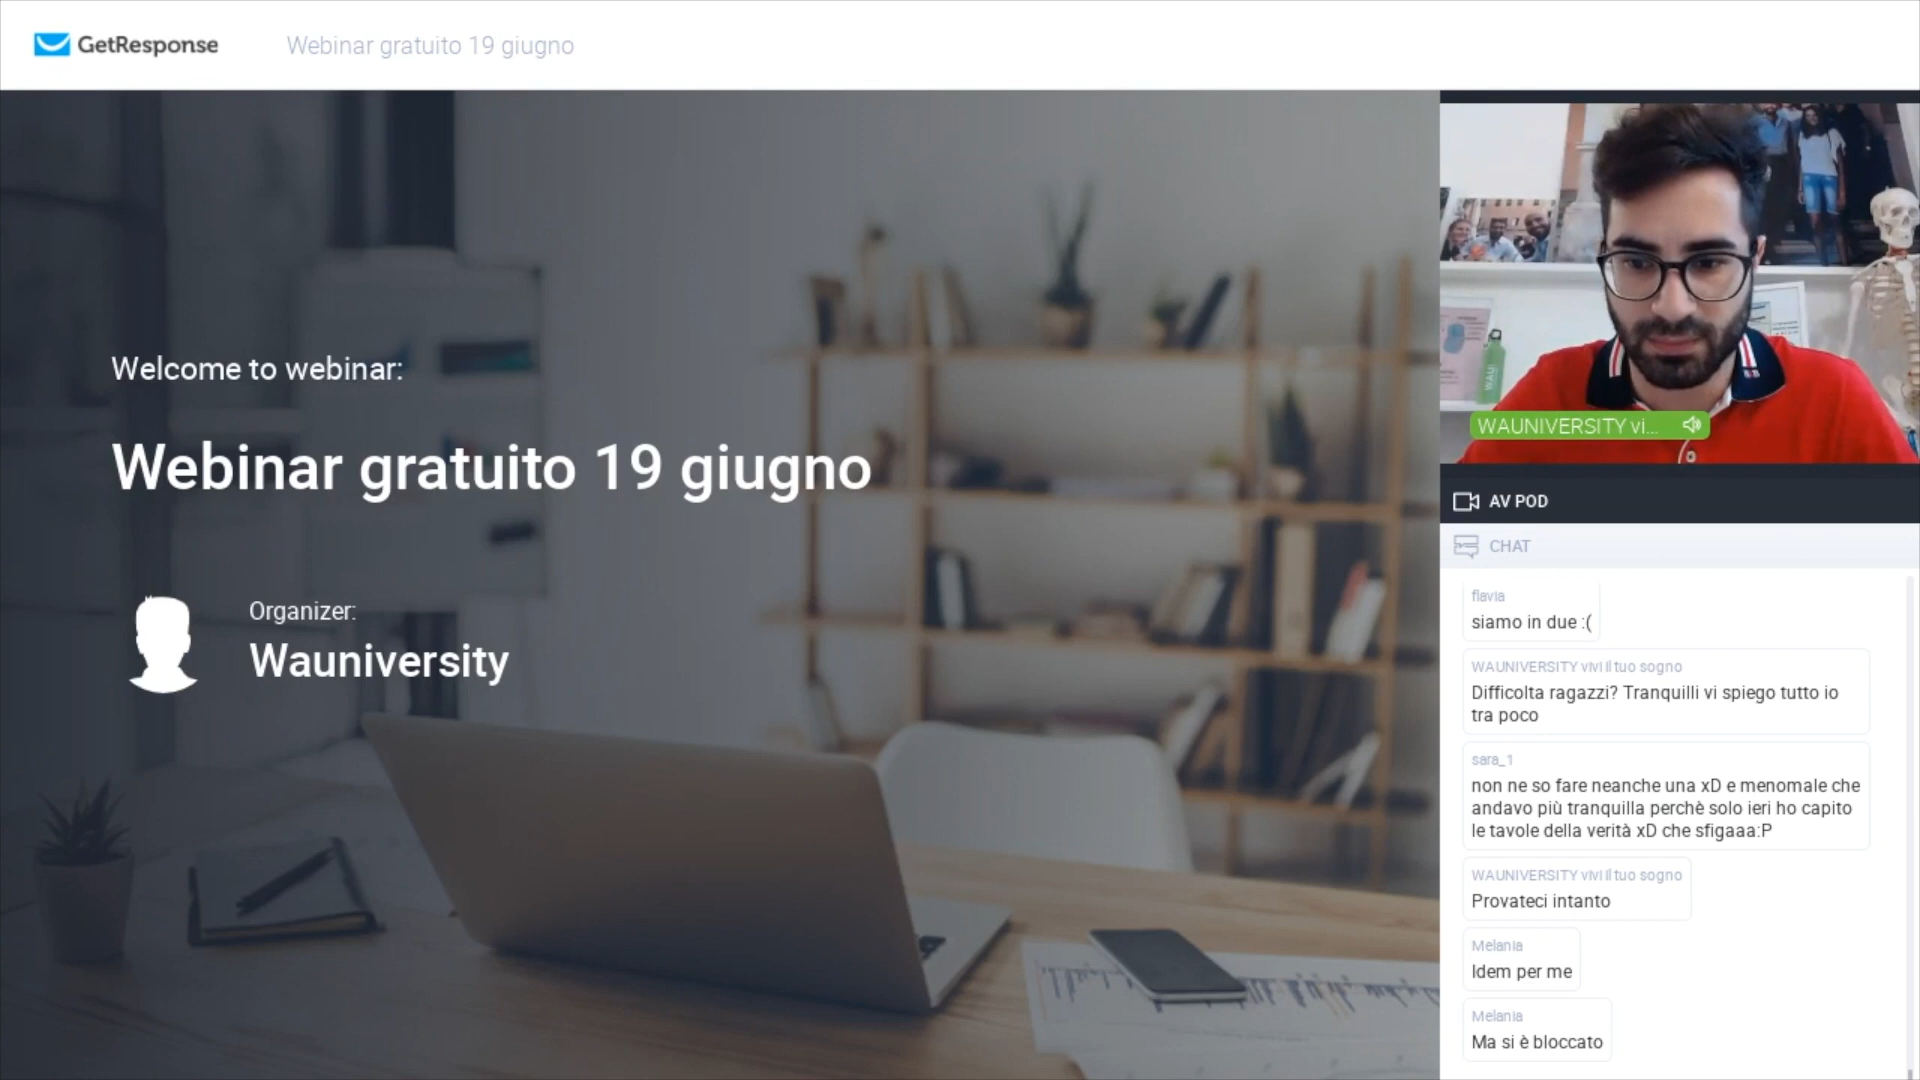 GetResponse
Webinar gratuito 19 giugno
Welcome to webinar:
Webinar gratuito 19 giugno
Organizer:
Wauniversity
WAU
WAUNIVERSITY vi...
AV POD
CHAT
flavia
siamo in due :(
WAUNIVERSITY vivi il tuo sogno
Difficolta ragazzi? Tranquilli vi spiego tutto io
tra poco
sara_1
non ne so fare neanche una xD e menomale che
andavo più tranquilla perchè solo ieri ho capito
le tavole della verità xD che sfigaaa:P
WAUNIVERSITY vivi il tuo sogno
Provateci intanto
Melania
Idem per me
Melania
Ma si è bloccato